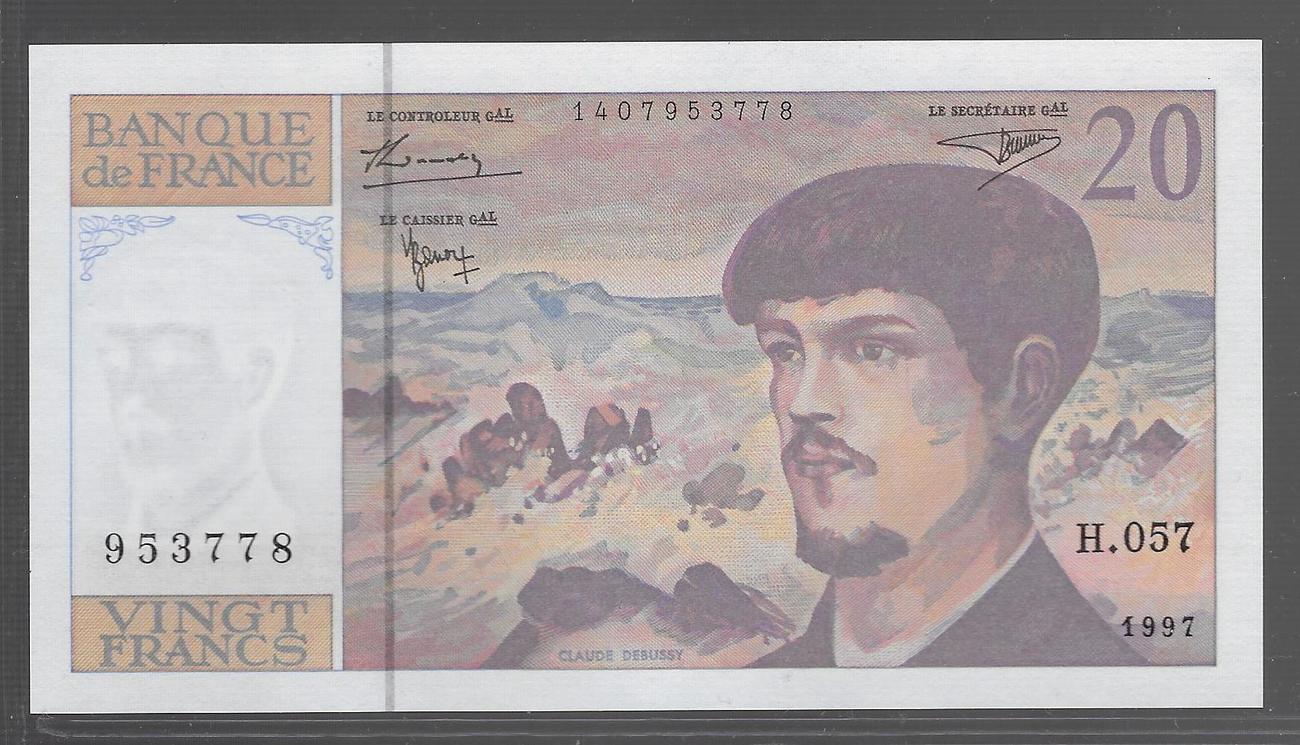 BANQUE
de FRANCE
LE CONTROLEUR GAL
1407953778
LE SECRÉTAIRE GAL
20
LE CAISSIER GAL
953778
H.057
1997
VINGT
FRANCS
CLAUDE DEBUSSY